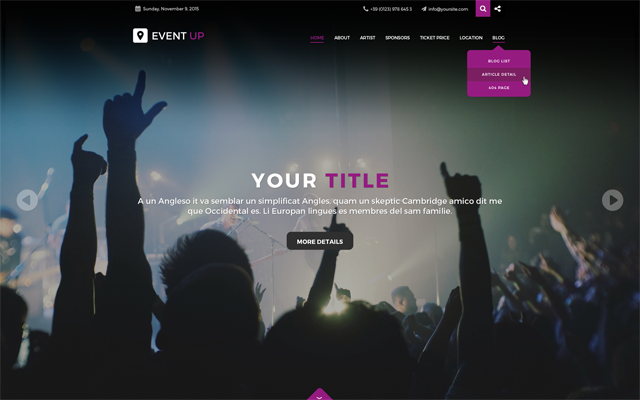 Sunday, November 9, 2015
+39 (0123) 978 645 3
info@yoursite.com
EVENT UP
HOME ABOUT ARTIST SPONSORS TICKET PRICE LOCATION BLOG
BLOG LIST
ARTICLE DETAIL
404 PAGE
YOUR TITLE
A un Angleso it va semblar un simplificat Angles, quam un skeptic Cambridge amico dit me
que Occidental es. Li Europan lingues es membres del sam familie.
MORE DETAILS